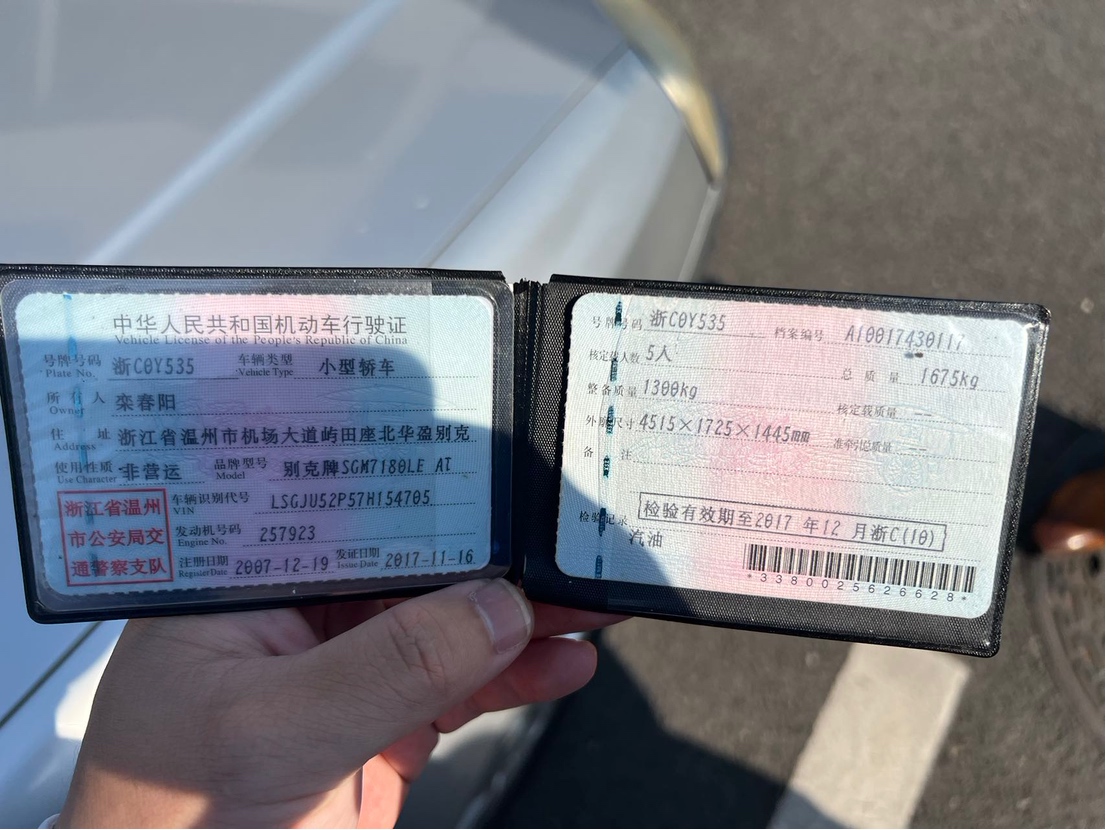 中华人民共和国机动车行驶证
Vehicle License of the People's Republic of China
号牌号码 浙C0Y535 车辆类型 小型轿车
Plate No. Vehicle Type
所有人 栾春阳
Owner
住址 浙江省温州市机场大道屿田座北华盈别克
Address
使用性质 非营运 品牌型号 别克牌SGM7180LE AT
Use Character Model
浙江省温州
市公安局交
通警察支队
车辆识别代号 LSGJU52P57H154705
VIN
发动机号码 257923
Engine No.
注册日期 2007-12-19 发证日期 2017-11-16
Register Date Issue Date
号牌号码 浙C0Y535 档案编号 A10017430117
核定载人数 5人 总质量 1675kg
整备质量 1300kg 核定载质量 --
外廓尺寸 4515×1725×1445mm 准牵引总质量 --
备注
检验记录 检验有效期至2017 年12 月浙C(10)
汽油
*3380025626628*